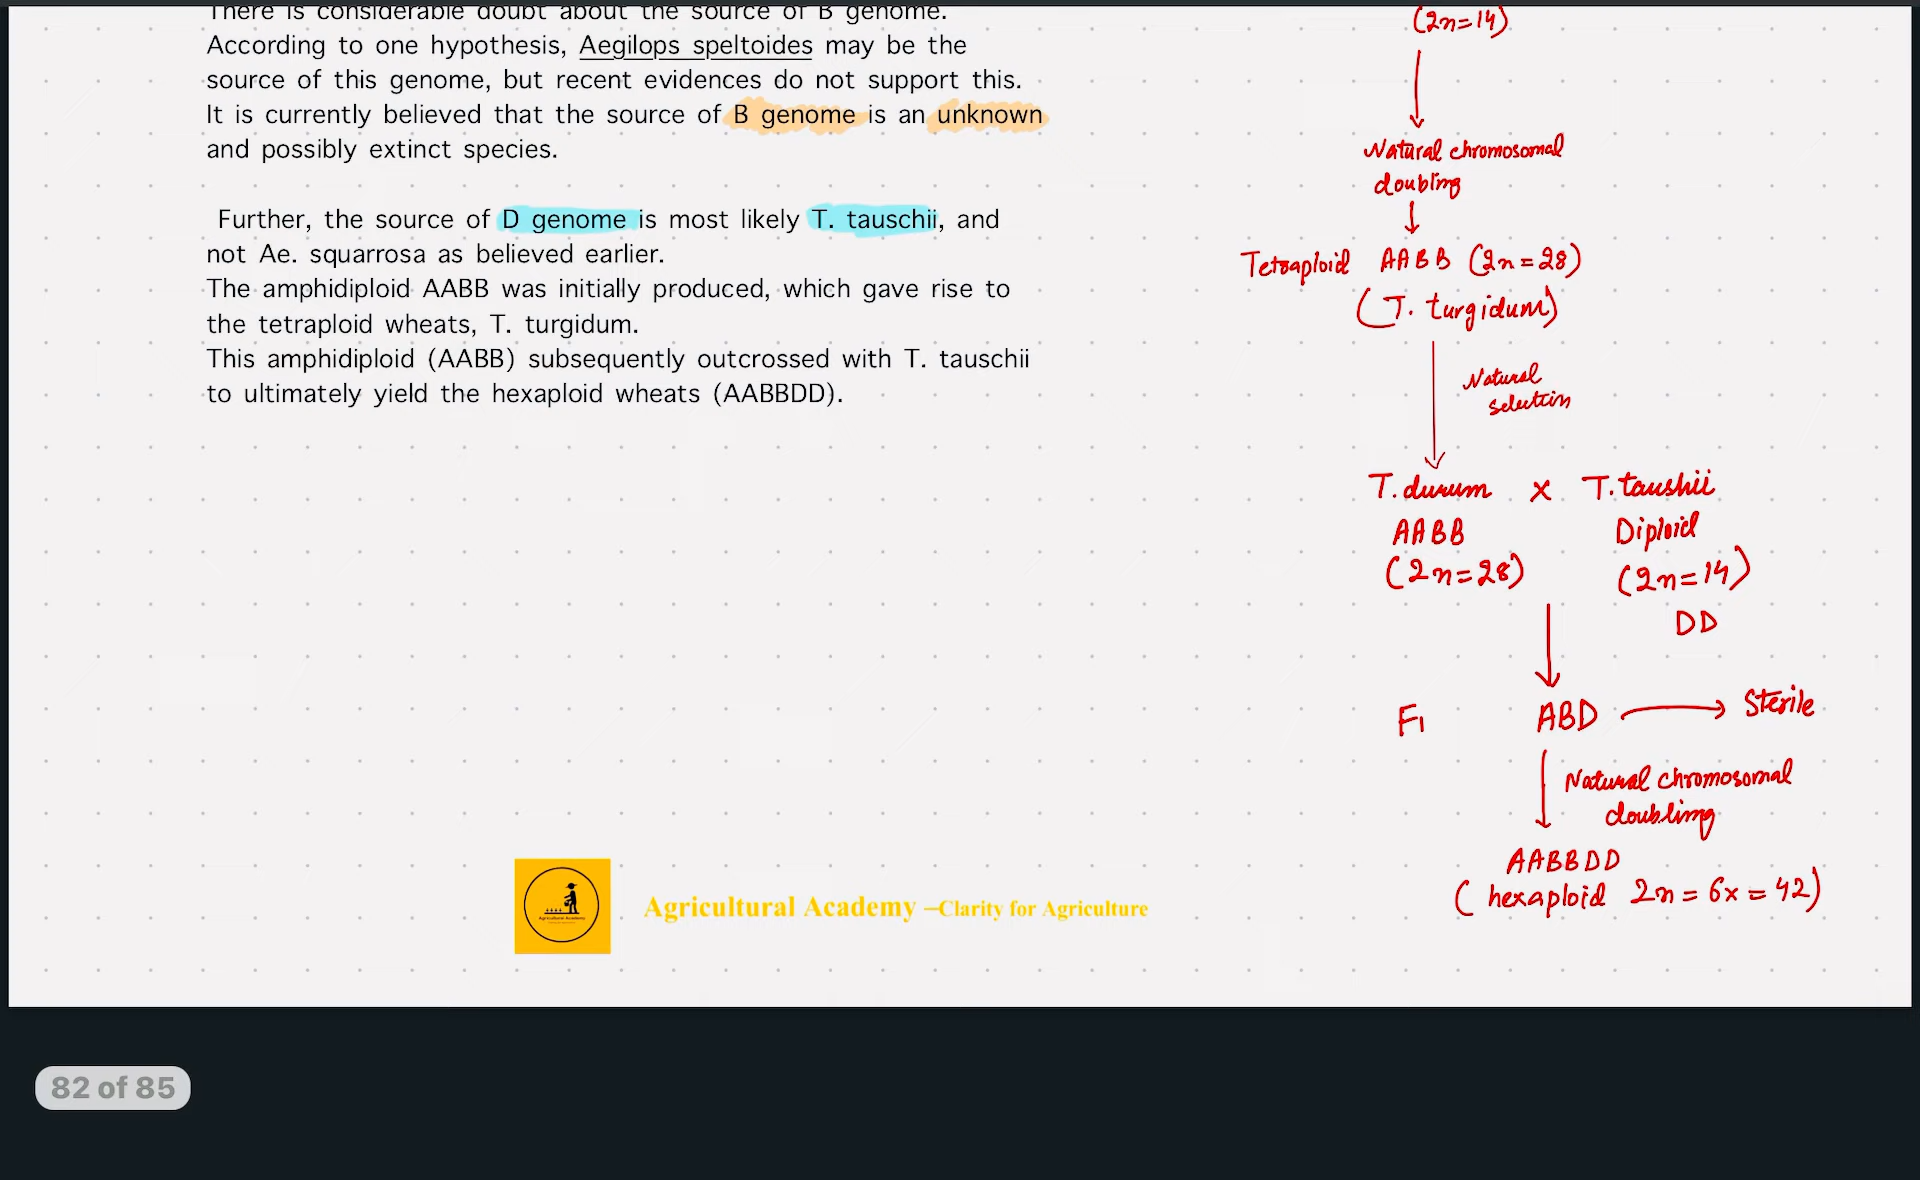 There is considerable doubt about the source of B genome.
According to one hypothesis, Aegilops speltoides may be the
source of this genome, but recent evidences do not support this.
It is currently believed that the source of B genome is an unknown
and possibly extinct species.
Further, the source of D genome is most likely T. tauschii, and
not Ae. squarrosa as believed earlier.
The amphidiploid AABB was initially produced, which gave rise to
the tetraploid wheats, T. turgidum.
This amphidiploid (AABB) subsequently outcrossed with T. tauschii
to ultimately yield the hexaploid wheats (AABBDD).
(2n=14)
Natural chromosomal
doubling
Tetraploid AABB (2n=28)
(T. turgidum)
Natural
selection
T. durum x T. taushii
AABB Diploid
(2n=28) (2n=14)
DD
F1 ABD → Sterile
Natural chromosomal
doubling
AABBDD
(hexaploid 2n = 6x = 42)
Agricultural Academy
Agricultural Academy –Clarity for Agriculture
82 of 85